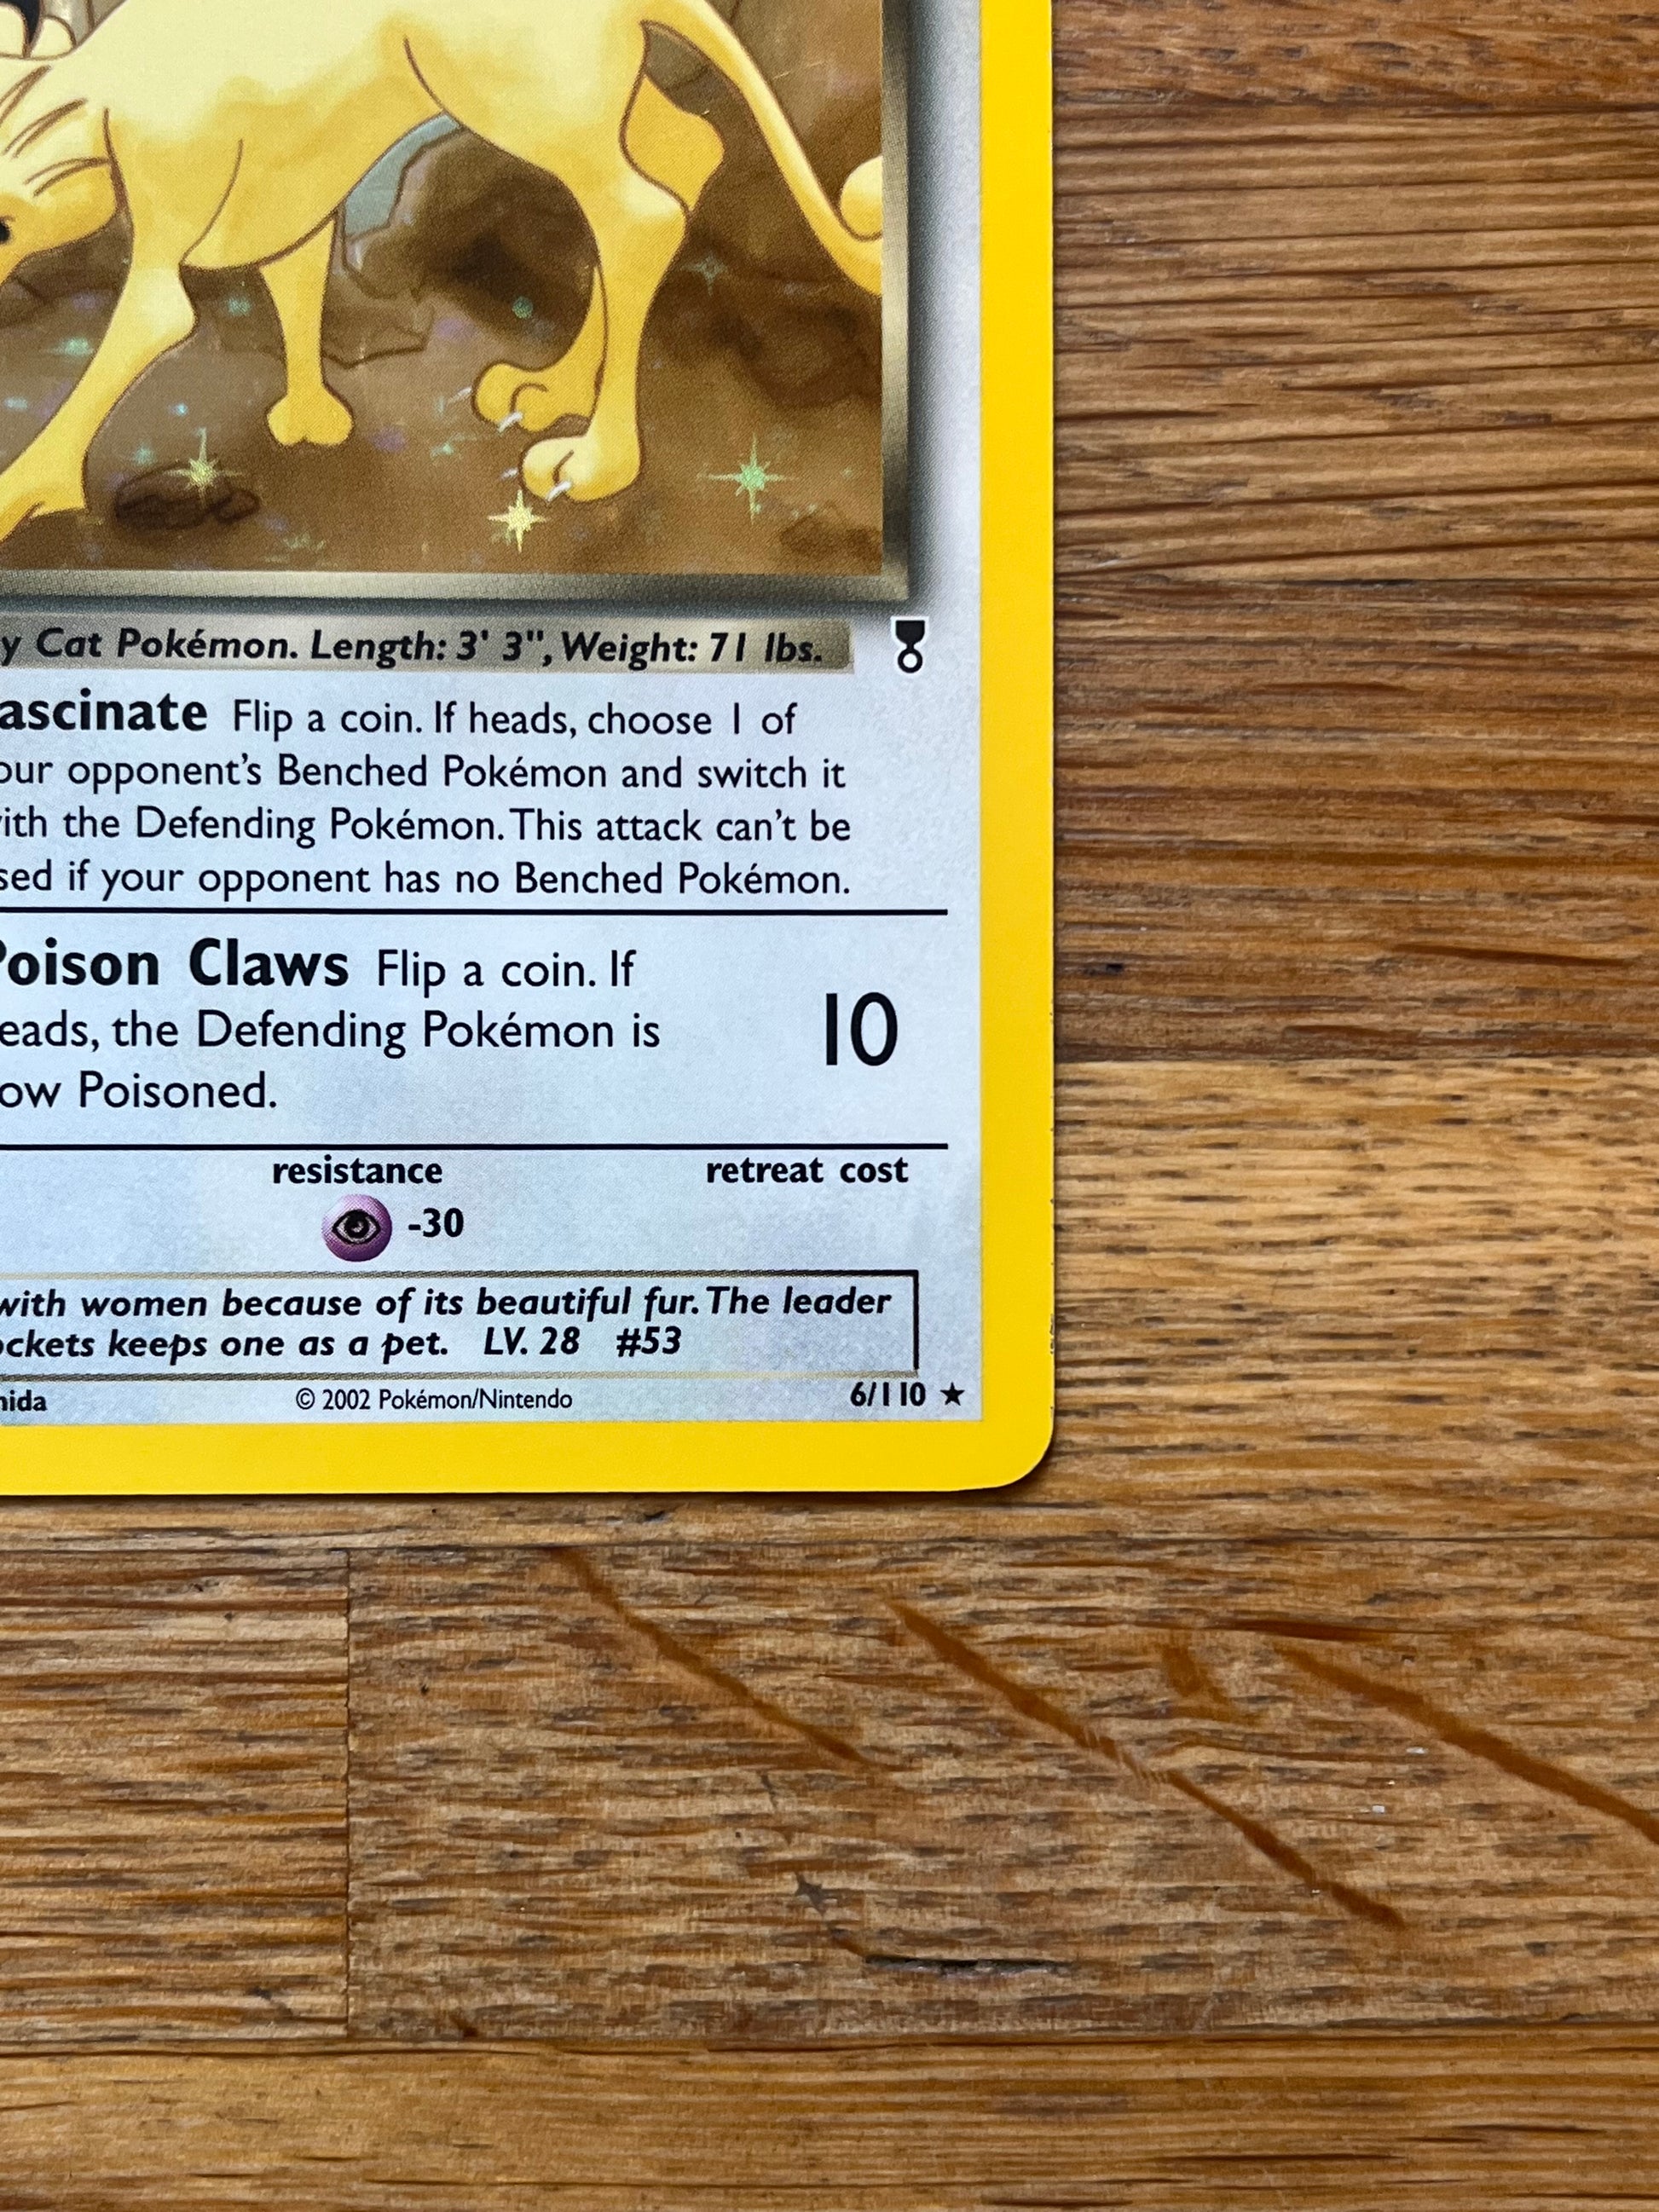 y Cat Pokémon. Length: 3' 3", Weight: 71 lbs.
ascinate Flip a coin. If heads, choose 1 of
our opponent's Benched Pokémon and switch it
ith the Defending Pokémon. This attack can't be
sed if your opponent has no Benched Pokémon.
Poison Claws Flip a coin. If
eads, the Defending Pokémon is
ow Poisoned.
10
resistance retreat cost
-30
with women because of its beautiful fur. The leader
ockets keeps one as a pet. LV. 28 #53
hida © 2002 Pokémon/Nintendo 6/110 ★